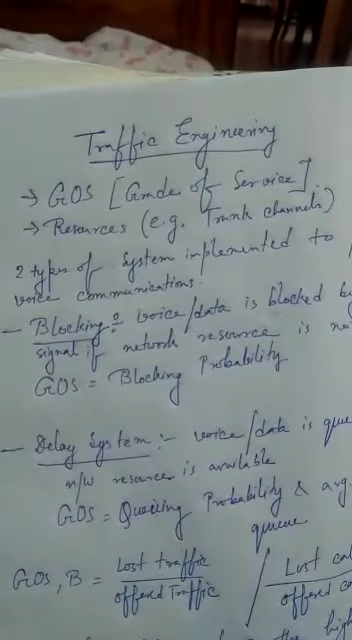 Traffic Engineering
→ GOS [Grade of Service]
→ Resources (e.g. Trunk channels)
2 types of system implemented to
voice communications.
- Blocking :- voice/data is blocked
signal if network resource is
GOS = Blocking Probability
- Delay System :- voice/data is
n/w resource is available
GOS = Queuing Probability & avg.
queue
GOS, B = Lost traffic / Lost
offered Traffic offered